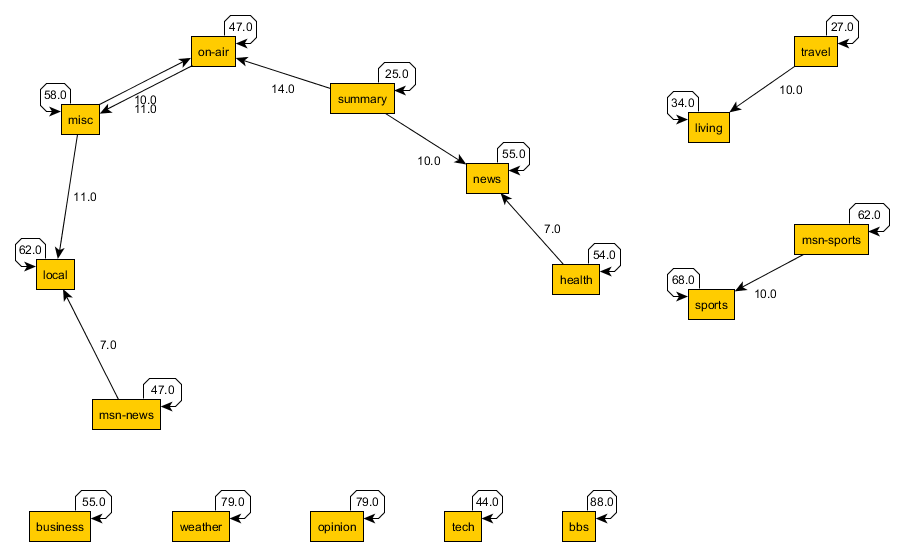 47.0
27.0
on-air
travel
25.0
58.0
14.0
10.0
summary
10.0
34.0
11.0
misc
living
55.0
10.0
news
11.0
62.0
7.0
msn-sports
62.0
54.0
local
health
68.0
10.0
sports
7.0
47.0
msn-news
55.0
79.0
79.0
44.0
88.0
business
weather
opinion
tech
bbs